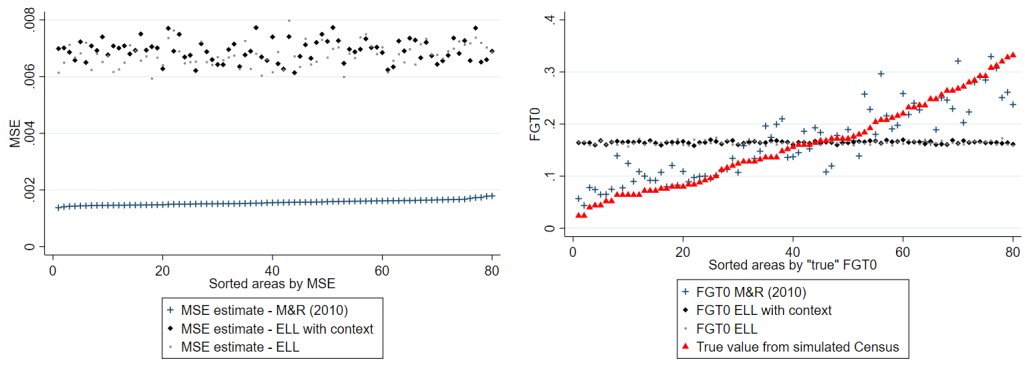 .008
.006
.004
.002
0
MSE
0 20 40 60 80
Sorted areas by MSE
MSE estimate - M&R (2010)
MSE estimate - ELL with context
MSE estimate - ELL
.4
.3
.2
.1
0
FGT0
0 20 40 60 80
Sorted areas by "true" FGT0
FGT0 M&R (2010)
FGT0 ELL with context
FGT0 ELL
True value from simulated Census